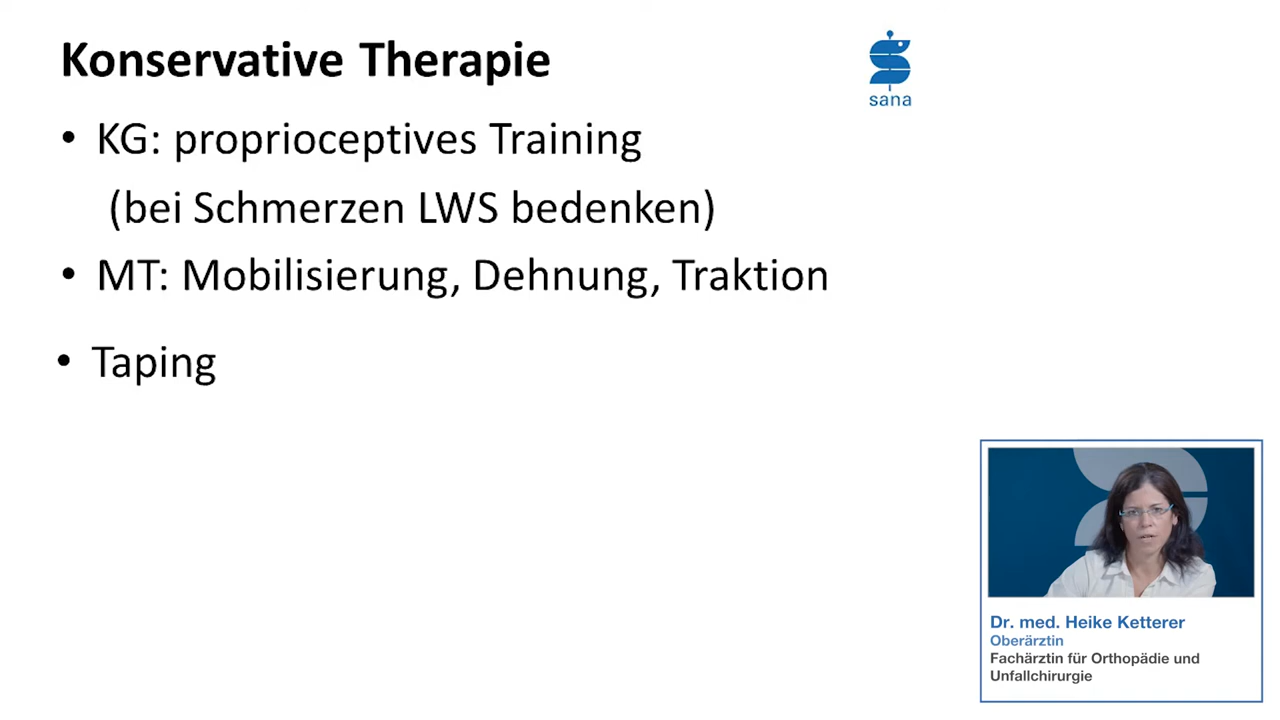 Konservative Therapie
sana
• KG: proprioceptives Training
(bei Schmerzen LWS bedenken)
• MT: Mobilisierung, Dehnung, Traktion
• Taping
Dr. med. Heike Ketterer
Oberärztin
Fachärztin für Orthopädie und
Unfallchirurgie